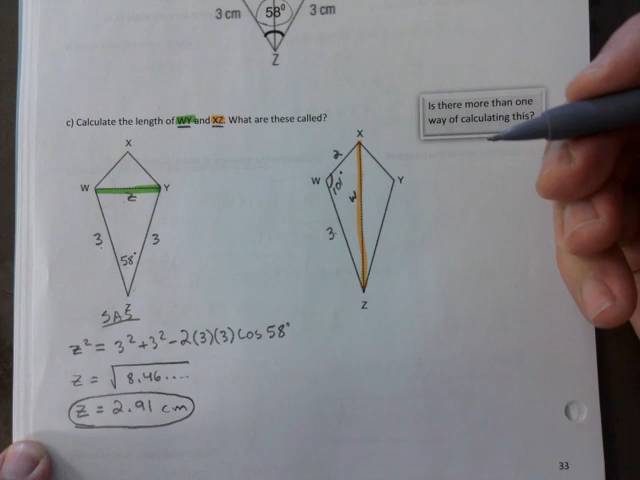 3 cm 58° 3 cm
Z
Is there more than one
way of calculating this?
c) Calculate the length of WY and XZ. What are these called?
X
W Y
z
3 3
58°
Z
X
2
W Y
w
3
Z
SAS
z² = 3² + 3² - 2(3)(3) cos 58°
z = √8.46....
z = 2.91 cm
33